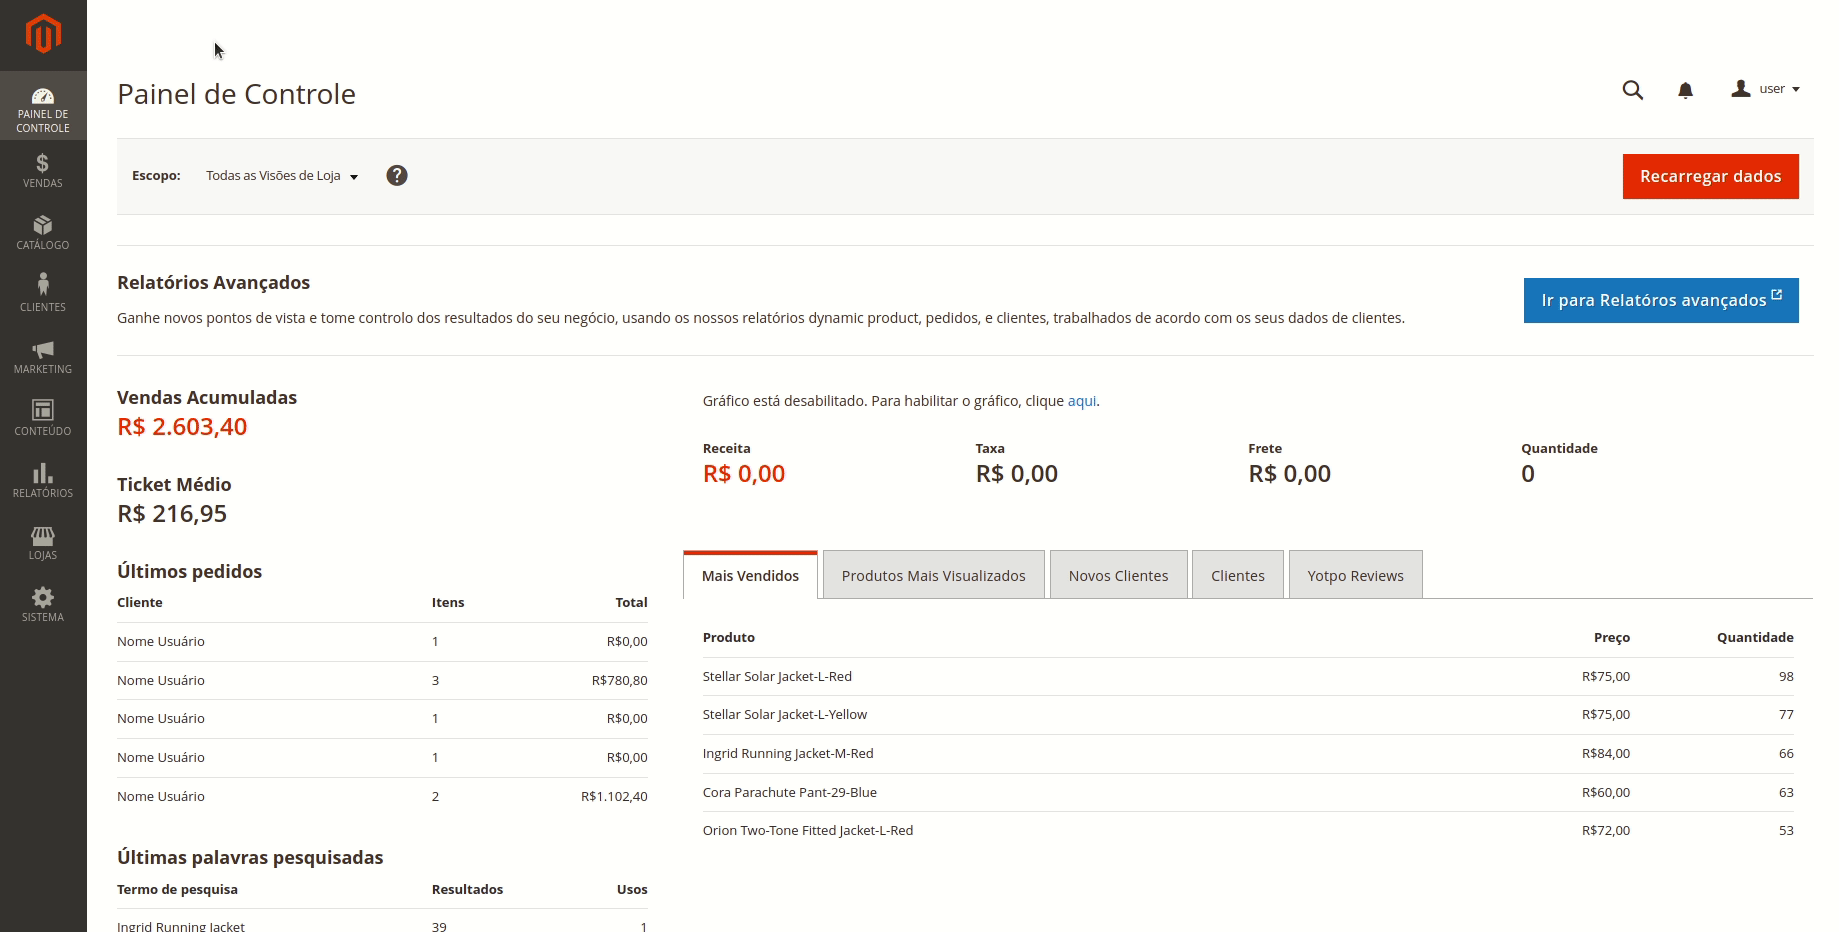 Painel de Controle
user
PAINEL DE
CONTROLE
VENDAS
CATÁLOGO
CLIENTES
MARKETING
CONTEÚDO
RELATÓRIOS
LOJAS
SISTEMA
Escopo: Todas as Visões de Loja ?
Recarregar dados
Relatórios Avançados
Ganhe novos pontos de vista e tome controlo dos resultados do seu negócio, usando os nossos relatórios dynamic product, pedidos, e clientes, trabalhados de acordo com os seus dados de clientes.
Ir para Relatóros avançados
Vendas Acumuladas
R$ 2.603,40
Ticket Médio
R$ 216,95
Últimos pedidos
Cliente Itens Total
Nome Usuário 1 R$0,00
Nome Usuário 3 R$780,80
Nome Usuário 1 R$0,00
Nome Usuário 1 R$0,00
Nome Usuário 2 R$1.102,40
Últimas palavras pesquisadas
Termo de pesquisa Resultados Usos
Ingrid Running Jacket 39 1
Gráfico está desabilitado. Para habilitar o gráfico, clique aqui.
Receita Taxa Frete Quantidade
R$ 0,00 R$ 0,00 R$ 0,00 0
Mais Vendidos Produtos Mais Visualizados Novos Clientes Clientes Yotpo Reviews
Produto Preço Quantidade
Stellar Solar Jacket-L-Red R$75,00 98
Stellar Solar Jacket-L-Yellow R$75,00 77
Ingrid Running Jacket-M-Red R$84,00 66
Cora Parachute Pant-29-Blue R$60,00 63
Orion Two-Tone Fitted Jacket-L-Red R$72,00 53